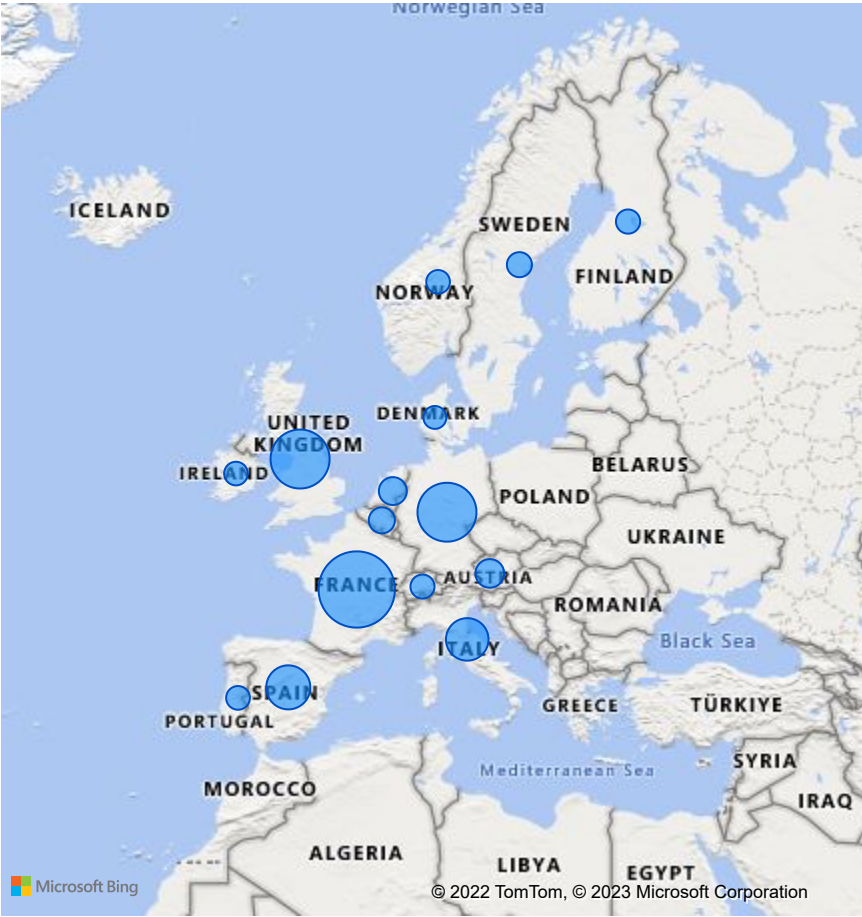 Norwegian Sea
ICELAND
SWEDEN
FINLAND
NORWAY
DENMARK
UNITED
KINGDOM
IRELAND
BELARUS
POLAND
UKRAINE
FRANCE
AUSTRIA
ROMANIA
Black Sea
ITALY
SPAIN
GREECE
TÜRKIYE
PORTUGAL
Mediterranean Sea
SYRIA
MOROCCO
IRAQ
ALGERIA
LIBYA
EGYPT
Microsoft Bing
© 2022 TomTom, © 2023 Microsoft Corporation